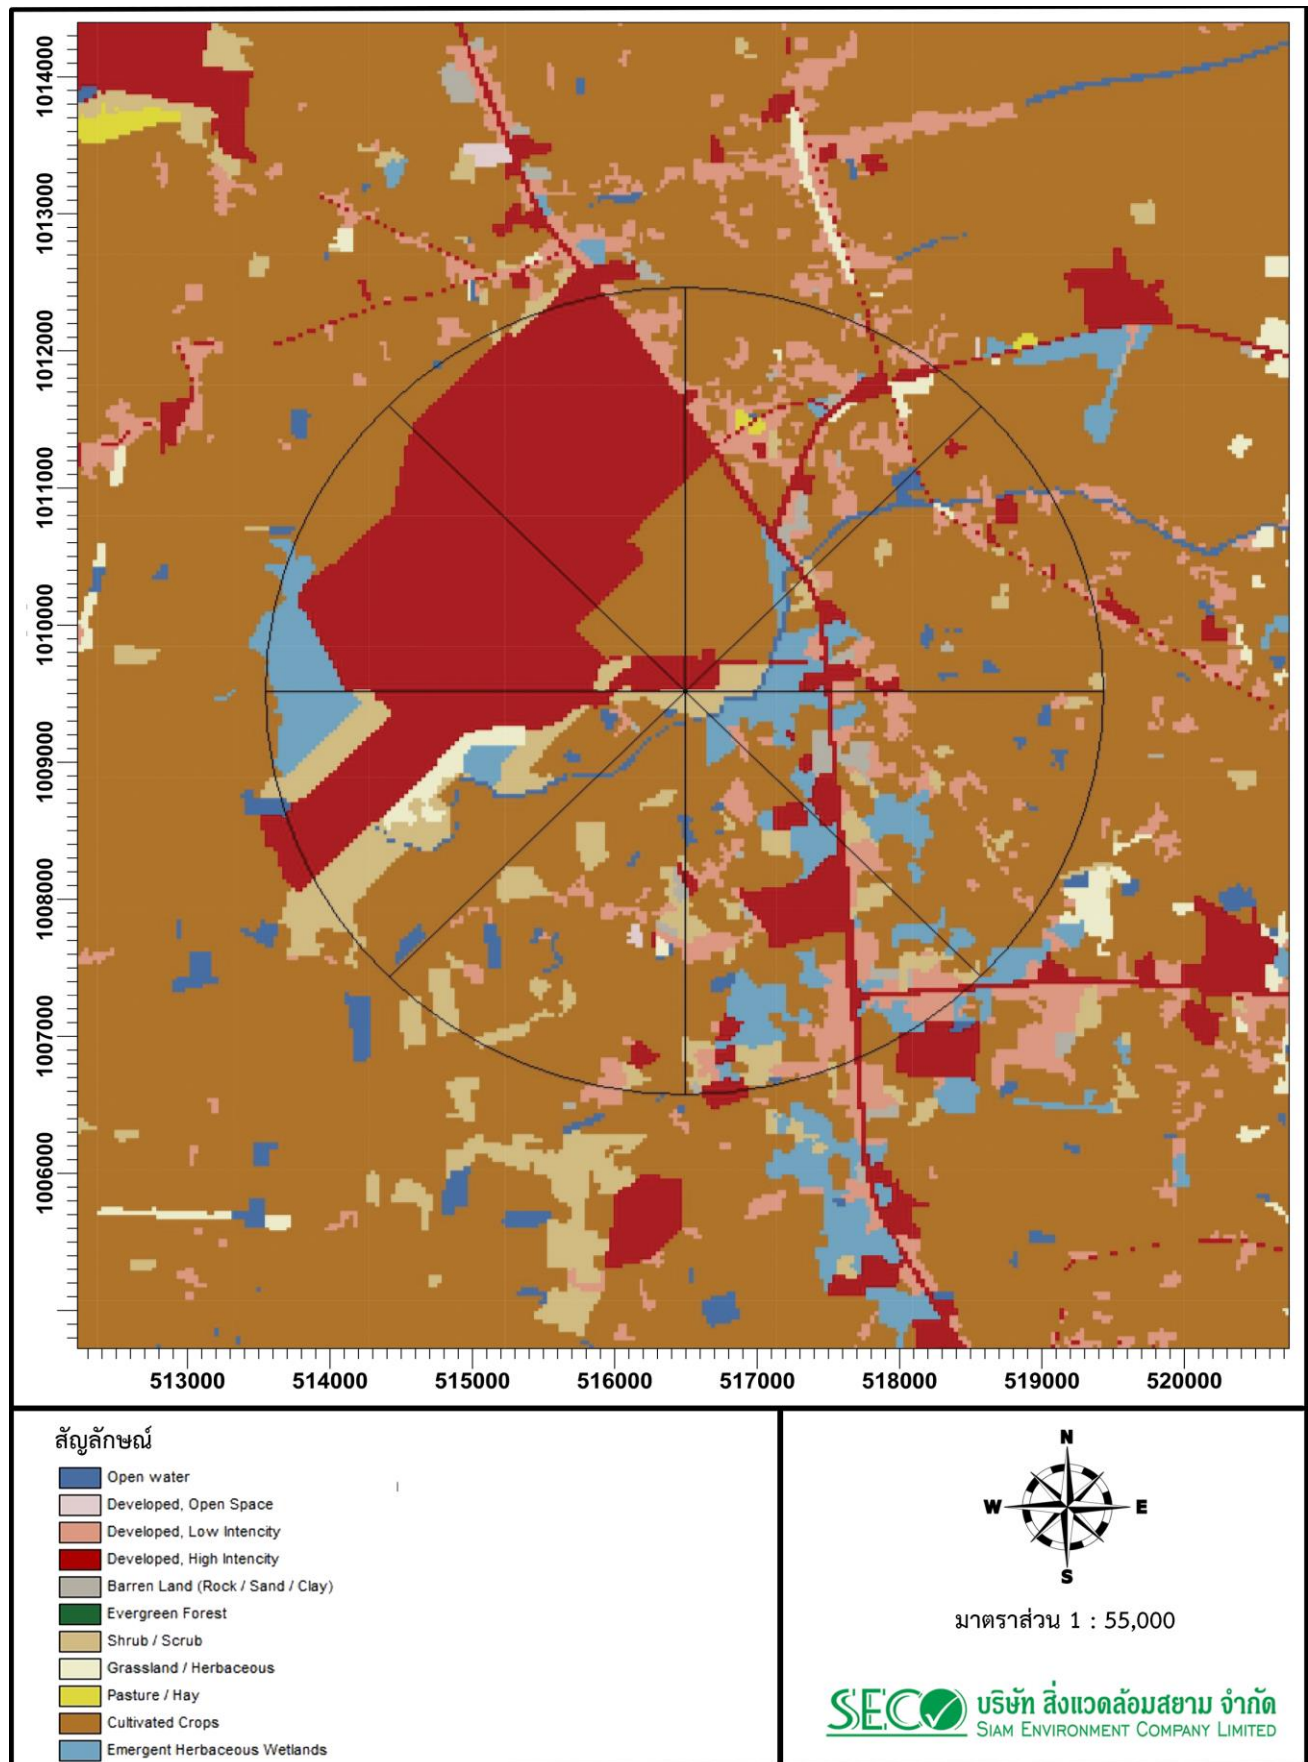 1014000
1013000
1012000
1011000
1010000
1009000
1008000
1007000
1006000
513000 514000 515000 516000 517000 518000 519000 520000
สัญลักษณ์
Open water
Developed, Open Space
Developed, Low Intencity
Developed, High Intencity
Barren Land (Rock / Sand / Clay)
Evergreen Forest
Shrub / Scrub
Grassland / Herbaceous
Pasture / Hay
Cultivated Crops
Emergent Herbaceous Wetlands
N
W E
S
มาตราส่วน 1 : 55,000
SECO บริษัท สิ่งแวดล้อมสยาม จำกัด
SIAM ENVIRONMENT COMPANY LIMITED